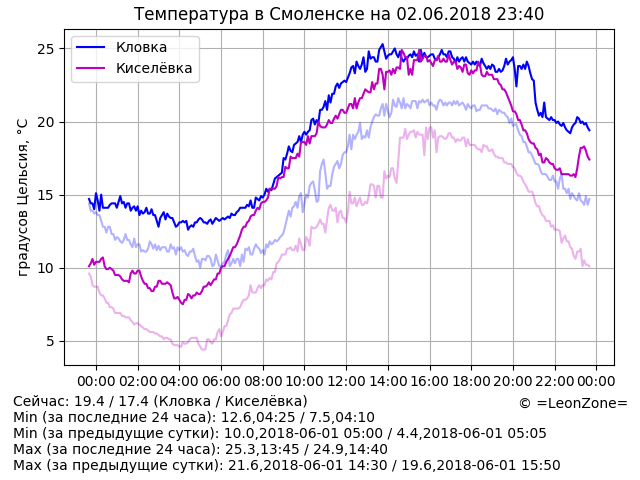 Температура в Смоленске на 02.06.2018 23:40
Кловка
Киселёвка
градусов Цельсия, °C
25
20
15
10
5
00:00 02:00 04:00 06:00 08:00 10:00 12:00 14:00 16:00 18:00 20:00 22:00 00:00
Сейчас: 19.4 / 17.4 (Кловка / Киселёвка)
© =LeonZone=
Min (за последние 24 часа): 12.6,04:25 / 7.5,04:10
Min (за предыдущие сутки): 10.0,2018-06-01 05:00 / 4.4,2018-06-01 05:05
Max (за последние 24 часа): 25.3,13:45 / 24.9,14:40
Max (за предыдущие сутки): 21.6,2018-06-01 14:30 / 19.6,2018-06-01 15:50